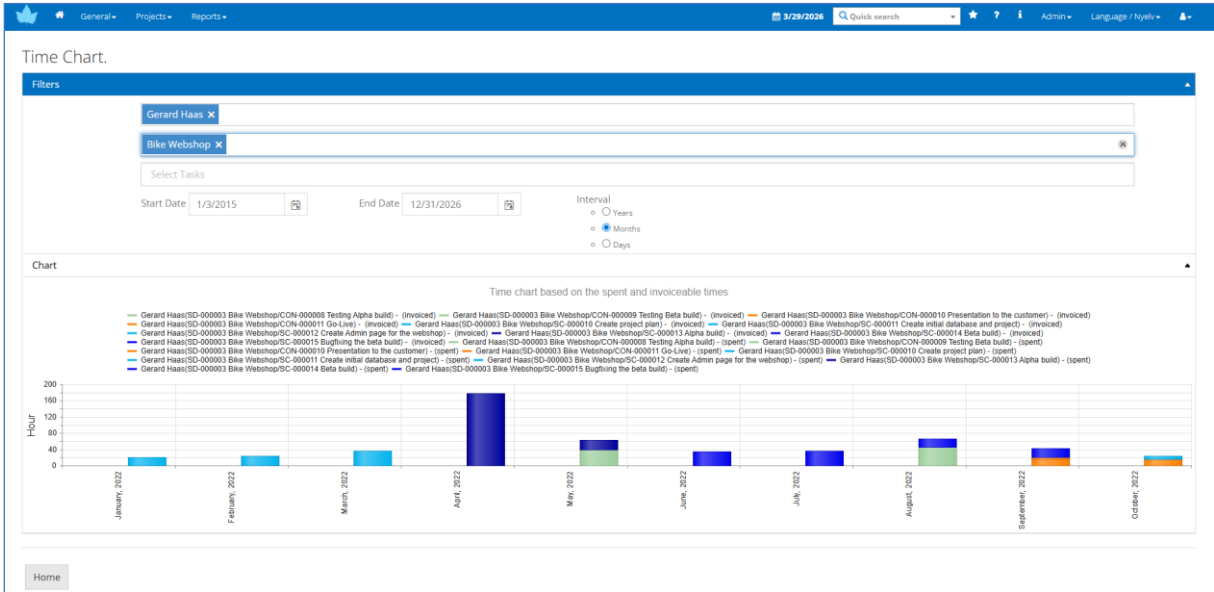 General Projects Reports 3/29/2026 Quick search ? i Admin Language / Nyelv
Time Chart.
Filters
Gerard Haas ×
Bike Webshop ×
Select Tasks
Start Date 1/3/2015 End Date 12/31/2026 Interval
Years
Months
Days
Chart
Time chart based on the spent and invoiceable times
Gerard Haas(SD-000003 Bike Webshop/CON-000008 Testing Alpha build) - (invoiced) Gerard Haas(SD-000003 Bike Webshop/CON-000009 Testing Beta build) - (invoiced) Gerard Haas(SD-000003 Bike Webshop/CON-000010 Presentation to the customer) - (invoiced)
Gerard Haas(SD-000003 Bike Webshop/CON-000011 Go-Live) - (invoiced) Gerard Haas(SD-000003 Bike Webshop/SC-000010 Create project plan) - (invoiced) Gerard Haas(SD-000003 Bike Webshop/SC-000011 Create initial database and project) - (invoiced)
Gerard Haas(SD-000003 Bike Webshop/SC-000012 Create Admin page for the webshop) - (invoiced) Gerard Haas(SD-000003 Bike Webshop/SC-000013 Alpha build) - (invoiced) Gerard Haas(SD-000003 Bike Webshop/SC-000014 Beta build) - (invoiced)
Gerard Haas(SD-000003 Bike Webshop/SC-000015 Bugfixing the beta build) - (invoiced) Gerard Haas(SD-000003 Bike Webshop/CON-000008 Testing Alpha build) - (spent) Gerard Haas(SD-000003 Bike Webshop/CON-000009 Testing Beta build) - (spent)
Gerard Haas(SD-000003 Bike Webshop/CON-000010 Presentation to the customer) - (spent) Gerard Haas(SD-000003 Bike Webshop/CON-000011 Go-Live) - (spent) Gerard Haas(SD-000003 Bike Webshop/SC-000010 Create project plan) - (spent)
Gerard Haas(SD-000003 Bike Webshop/SC-000011 Create initial database and project) - (spent) Gerard Haas(SD-000003 Bike Webshop/SC-000012 Create Admin page for the webshop) - (spent) Gerard Haas(SD-000003 Bike Webshop/SC-000013 Alpha build) - (spent)
Gerard Haas(SD-000003 Bike Webshop/SC-000014 Beta build) - (spent) Gerard Haas(SD-000003 Bike Webshop/SC-000015 Bugfixing the beta build) - (spent)
200
160
120
80
40
0
Hour
January, 2022
February, 2022
March, 2022
April, 2022
May, 2022
June, 2022
July, 2022
August, 2022
September, 2022
October, 2022
Home